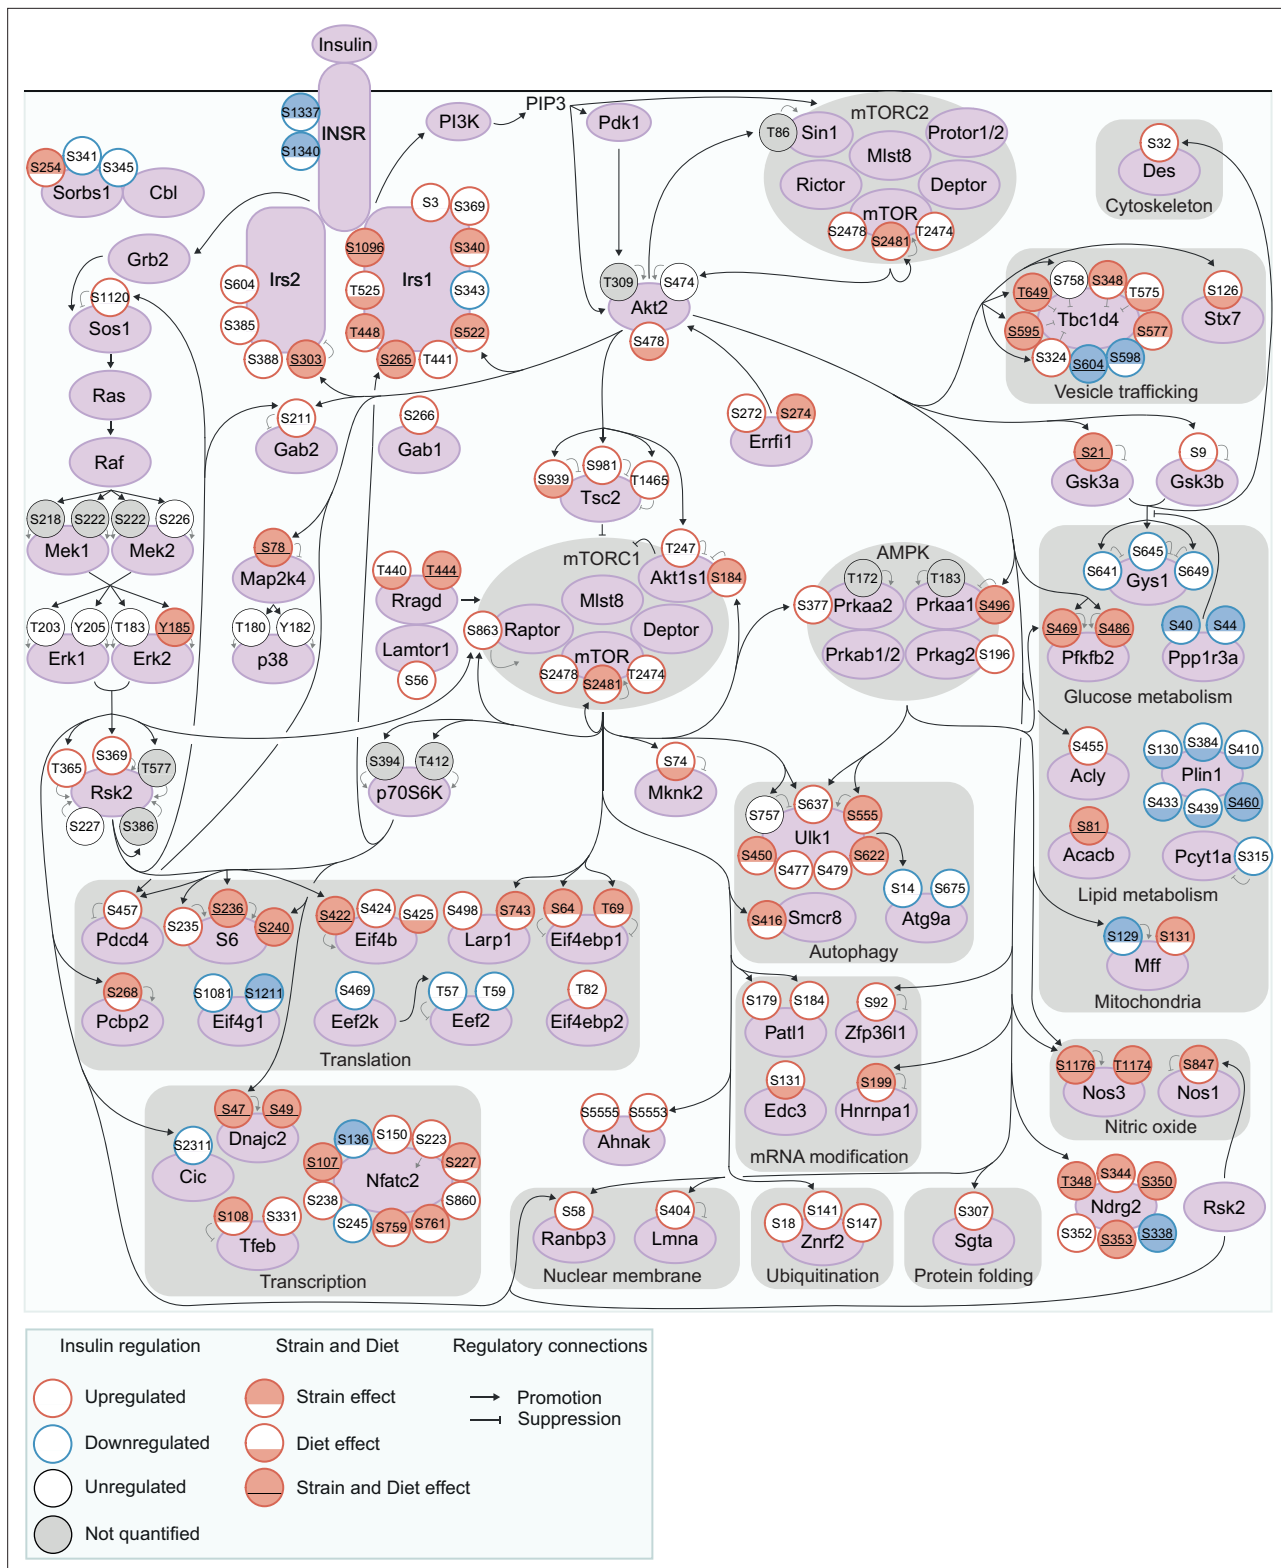 Insulin
INSR
S1337
S1340
PI3K
PIP3
Pdk1
S254
S341
S345
Sorbs1
Cbl
Grb2
S1120
Sos1
Ras
Raf
Irs2
S604
S385
S388
S303
Irs1
S3
S369
S1096
S340
T525
S343
T448
S522
S265
T441
mTORC2
T86
Sin1
Protor1/2
Mlst8
Rictor
Deptor
mTOR
S2478
S2481
T2474
T309
S474
Akt2
S478
S32
Des
Cytoskeleton
T649
S758
S348
T575
S595
Tbc1d4
S577
S324
S604
S598
S126
Stx7
Vesicle trafficking
S211
Gab2
S266
Gab1
S272
S274
Errfi1
S21
Gsk3a
S9
Gsk3b
S939
S981
T1465
Tsc2
S218
S222
Mek1
S222
S226
Mek2
T203
Y205
Erk1
T183
Y185
Erk2
S78
Map2k4
T180
Y182
p38
T440
T444
Rragd
Lamtor1
S56
mTORC1
T247
Akt1s1
S184
Mlst8
S863
Raptor
Deptor
mTOR
S2478
S2481
T2474
AMPK
T172
T183
S377
Prkaa2
Prkaa1
S496
Prkab1/2
Prkag2
S196
S641
S645
S649
Gys1
S469
S486
Pfkfb2
S40
S44
Ppp1r3a
Glucose metabolism
S455
Acly
S130
S384
S410
Plin1
S433
S439
S460
S81
Acacb
Pcyt1a
S315
Lipid metabolism
S129
S131
Mff
Mitochondria
T365
S369
T577
Rsk2
S227
S386
S394
T412
p70S6K
S74
Mknk2
S757
S637
S555
Ulk1
S450
S477
S479
S622
S14
S675
Atg9a
S416
Smcr8
Autophagy
S457
Pdcd4
S235
S236
S240
S6
S422
S424
S425
Eif4b
S498
S743
Larp1
S64
T69
Eif4ebp1
S268
Pcbp2
S1081
S1211
Eif4g1
S469
Eef2k
T57
T59
Eef2
T82
Eif4ebp2
Translation
S179
S184
Patl1
S92
Zfp36l1
S131
Edc3
S199
Hnrnpa1
mRNA modification
S1176
T1174
Nos3
S847
Nos1
Nitric oxide
S5555
S5553
Ahnak
S2311
Cic
S47
S49
Dnajc2
S108
S331
Tfeb
S107
S136
S150
S223
S227
Nfatc2
S238
S245
S759
S761
S860
Transcription
S58
Ranbp3
S404
Lmna
Nuclear membrane
S18
S141
S147
Znrf2
Ubiquitination
S307
Sgta
Protein folding
T348
S344
S350
Ndrg2
S352
S353
S338
Rsk2
Insulin regulation
Strain and Diet
Regulatory connections
Upregulated
Strain effect
Promotion
Suppression
Downregulated
Diet effect
Unregulated
Strain and Diet effect
Not quantified